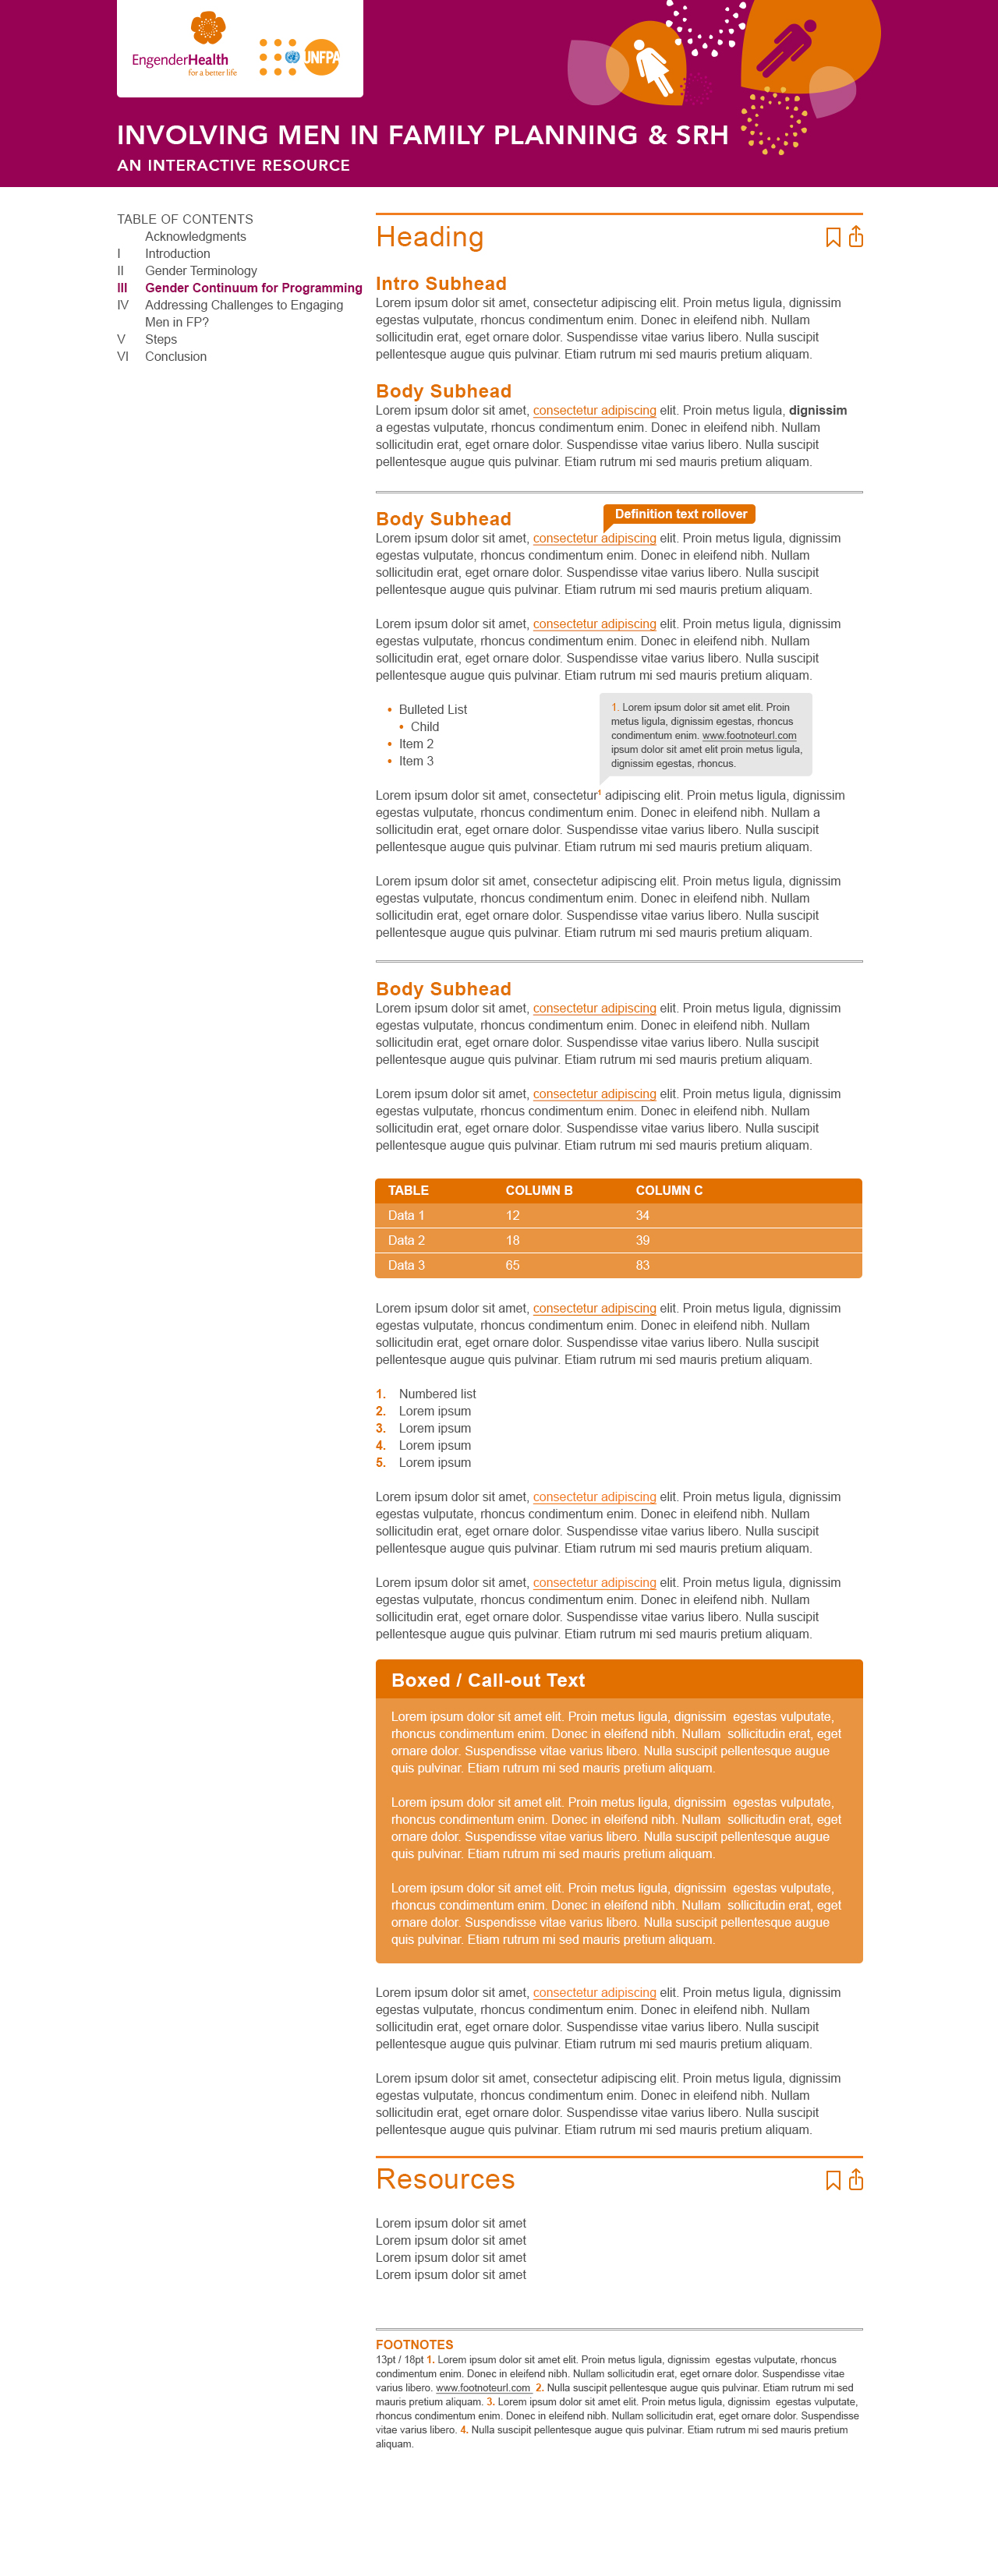 EngenderHealth
for a better life
UNFPA
INVOLVING MEN IN FAMILY PLANNING & SRH
AN INTERACTIVE RESOURCE
TABLE OF CONTENTS
Acknowledgments
I Introduction
II Gender Terminology
III Gender Continuum for Programming
IV Addressing Challenges to Engaging
Men in FP?
V Steps
VI Conclusion
Heading
Intro Subhead
Lorem ipsum dolor sit amet, consectetur adipiscing elit. Proin metus ligula, dignissim
egestas vulputate, rhoncus condimentum enim. Donec in eleifend nibh. Nullam
sollicitudin erat, eget ornare dolor. Suspendisse vitae varius libero. Nulla suscipit
pellentesque augue quis pulvinar. Etiam rutrum mi sed mauris pretium aliquam.
Body Subhead
Lorem ipsum dolor sit amet, consectetur adipiscing elit. Proin metus ligula, dignissim
a egestas vulputate, rhoncus condimentum enim. Donec in eleifend nibh. Nullam
sollicitudin erat, eget ornare dolor. Suspendisse vitae varius libero. Nulla suscipit
pellentesque augue quis pulvinar. Etiam rutrum mi sed mauris pretium aliquam.
Definition text rollover
Body Subhead
Lorem ipsum dolor sit amet, consectetur adipiscing elit. Proin metus ligula, dignissim
egestas vulputate, rhoncus condimentum enim. Donec in eleifend nibh. Nullam
sollicitudin erat, eget ornare dolor. Suspendisse vitae varius libero. Nulla suscipit
pellentesque augue quis pulvinar. Etiam rutrum mi sed mauris pretium aliquam.
Lorem ipsum dolor sit amet, consectetur adipiscing elit. Proin metus ligula, dignissim
egestas vulputate, rhoncus condimentum enim. Donec in eleifend nibh. Nullam
sollicitudin erat, eget ornare dolor. Suspendisse vitae varius libero. Nulla suscipit
pellentesque augue quis pulvinar. Etiam rutrum mi sed mauris pretium aliquam.
• Bulleted List
• Child
• Item 2
• Item 3
1. Lorem ipsum dolor sit amet elit. Proin
metus ligula, dignissim egestas, rhoncus
condimentum enim. www.footnoteurl.com
ipsum dolor sit amet elit proin metus ligula,
dignissim egestas, rhoncus.
Lorem ipsum dolor sit amet, consectetur1 adipiscing elit. Proin metus ligula, dignissim
egestas vulputate, rhoncus condimentum enim. Donec in eleifend nibh. Nullam a
sollicitudin erat, eget ornare dolor. Suspendisse vitae varius libero. Nulla suscipit
pellentesque augue quis pulvinar. Etiam rutrum mi sed mauris pretium aliquam.
Lorem ipsum dolor sit amet, consectetur adipiscing elit. Proin metus ligula, dignissim
egestas vulputate, rhoncus condimentum enim. Donec in eleifend nibh. Nullam
sollicitudin erat, eget ornare dolor. Suspendisse vitae varius libero. Nulla suscipit
pellentesque augue quis pulvinar. Etiam rutrum mi sed mauris pretium aliquam.
Body Subhead
Lorem ipsum dolor sit amet, consectetur adipiscing elit. Proin metus ligula, dignissim
egestas vulputate, rhoncus condimentum enim. Donec in eleifend nibh. Nullam
sollicitudin erat, eget ornare dolor. Suspendisse vitae varius libero. Nulla suscipit
pellentesque augue quis pulvinar. Etiam rutrum mi sed mauris pretium aliquam.
Lorem ipsum dolor sit amet, consectetur adipiscing elit. Proin metus ligula, dignissim
egestas vulputate, rhoncus condimentum enim. Donec in eleifend nibh. Nullam
sollicitudin erat, eget ornare dolor. Suspendisse vitae varius libero. Nulla suscipit
pellentesque augue quis pulvinar. Etiam rutrum mi sed mauris pretium aliquam.
TABLE COLUMN B COLUMN C
Data 1 12 34
Data 2 18 39
Data 3 65 83
Lorem ipsum dolor sit amet, consectetur adipiscing elit. Proin metus ligula, dignissim
egestas vulputate, rhoncus condimentum enim. Donec in eleifend nibh. Nullam
sollicitudin erat, eget ornare dolor. Suspendisse vitae varius libero. Nulla suscipit
pellentesque augue quis pulvinar. Etiam rutrum mi sed mauris pretium aliquam.
1. Numbered list
2. Lorem ipsum
3. Lorem ipsum
4. Lorem ipsum
5. Lorem ipsum
Lorem ipsum dolor sit amet, consectetur adipiscing elit. Proin metus ligula, dignissim
egestas vulputate, rhoncus condimentum enim. Donec in eleifend nibh. Nullam
sollicitudin erat, eget ornare dolor. Suspendisse vitae varius libero. Nulla suscipit
pellentesque augue quis pulvinar. Etiam rutrum mi sed mauris pretium aliquam.
Lorem ipsum dolor sit amet, consectetur adipiscing elit. Proin metus ligula, dignissim
egestas vulputate, rhoncus condimentum enim. Donec in eleifend nibh. Nullam
sollicitudin erat, eget ornare dolor. Suspendisse vitae varius libero. Nulla suscipit
pellentesque augue quis pulvinar. Etiam rutrum mi sed mauris pretium aliquam.
Boxed / Call-out Text
Lorem ipsum dolor sit amet elit. Proin metus ligula, dignissim egestas vulputate,
rhoncus condimentum enim. Donec in eleifend nibh. Nullam sollicitudin erat, eget
ornare dolor. Suspendisse vitae varius libero. Nulla suscipit pellentesque augue
quis pulvinar. Etiam rutrum mi sed mauris pretium aliquam.
Lorem ipsum dolor sit amet elit. Proin metus ligula, dignissim egestas vulputate,
rhoncus condimentum enim. Donec in eleifend nibh. Nullam sollicitudin erat, eget
ornare dolor. Suspendisse vitae varius libero. Nulla suscipit pellentesque augue
quis pulvinar. Etiam rutrum mi sed mauris pretium aliquam.
Lorem ipsum dolor sit amet elit. Proin metus ligula, dignissim egestas vulputate,
rhoncus condimentum enim. Donec in eleifend nibh. Nullam sollicitudin erat, eget
ornare dolor. Suspendisse vitae varius libero. Nulla suscipit pellentesque augue
quis pulvinar. Etiam rutrum mi sed mauris pretium aliquam.
Lorem ipsum dolor sit amet, consectetur adipiscing elit. Proin metus ligula, dignissim
egestas vulputate, rhoncus condimentum enim. Donec in eleifend nibh. Nullam
sollicitudin erat, eget ornare dolor. Suspendisse vitae varius libero. Nulla suscipit
pellentesque augue quis pulvinar. Etiam rutrum mi sed mauris pretium aliquam.
Lorem ipsum dolor sit amet, consectetur adipiscing elit. Proin metus ligula, dignissim
egestas vulputate, rhoncus condimentum enim. Donec in eleifend nibh. Nullam
sollicitudin erat, eget ornare dolor. Suspendisse vitae varius libero. Nulla suscipit
pellentesque augue quis pulvinar. Etiam rutrum mi sed mauris pretium aliquam.
Resources
Lorem ipsum dolor sit amet
Lorem ipsum dolor sit amet
Lorem ipsum dolor sit amet
Lorem ipsum dolor sit amet
FOOTNOTES
13pt / 18pt 1. Lorem ipsum dolor sit amet elit. Proin metus ligula, dignissim egestas vulputate, rhoncus
condimentum enim. Donec in eleifend nibh. Nullam sollicitudin erat, eget ornare dolor. Suspendisse vitae
varius libero. www.footnoteurl.com 2. Nulla suscipit pellentesque augue quis pulvinar. Etiam rutrum mi sed
mauris pretium aliquam. 3. Lorem ipsum dolor sit amet elit. Proin metus ligula, dignissim egestas vulputate,
rhoncus condimentum enim. Donec in eleifend nibh. Nullam sollicitudin erat, eget ornare dolor. Suspendisse
vitae varius libero. 4. Nulla suscipit pellentesque augue quis pulvinar. Etiam rutrum mi sed mauris pretium
aliquam.